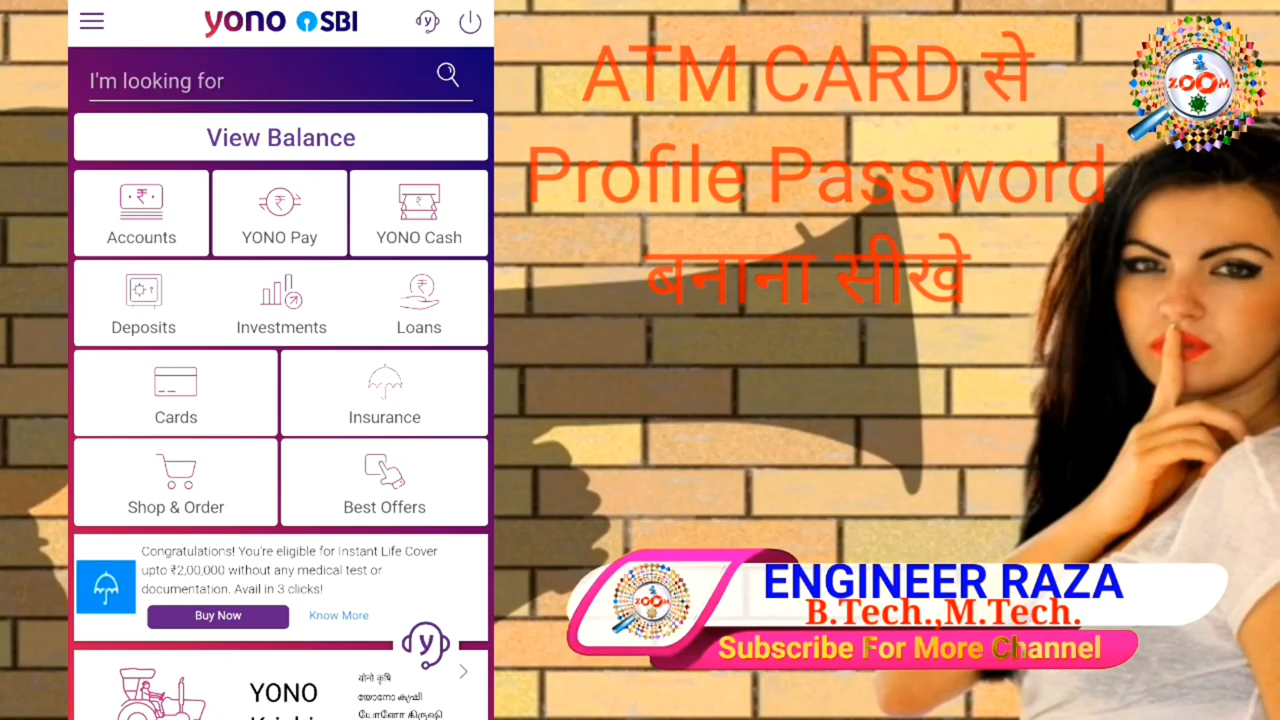 yono SBI
I'm looking for
View Balance
Accounts
YONO Pay
YONO Cash
Deposits
Investments
Loans
Cards
Insurance
Shop & Order
Best Offers
Congratulations! You're eligible for Instant Life Cover
upto ₹2,00,000 without any medical test or
documentation. Avail in 3 clicks!
Buy Now
Know More
YONO
योनो कृषि
യോനോ കൃഷി
யோனோ கிருஷி
ATM CARD से
Profile Password
बनाना सीखे
ZOOM
ZOOM
ENGINEER RAZA
B.Tech.,M.Tech.
Subscribe For More Channel